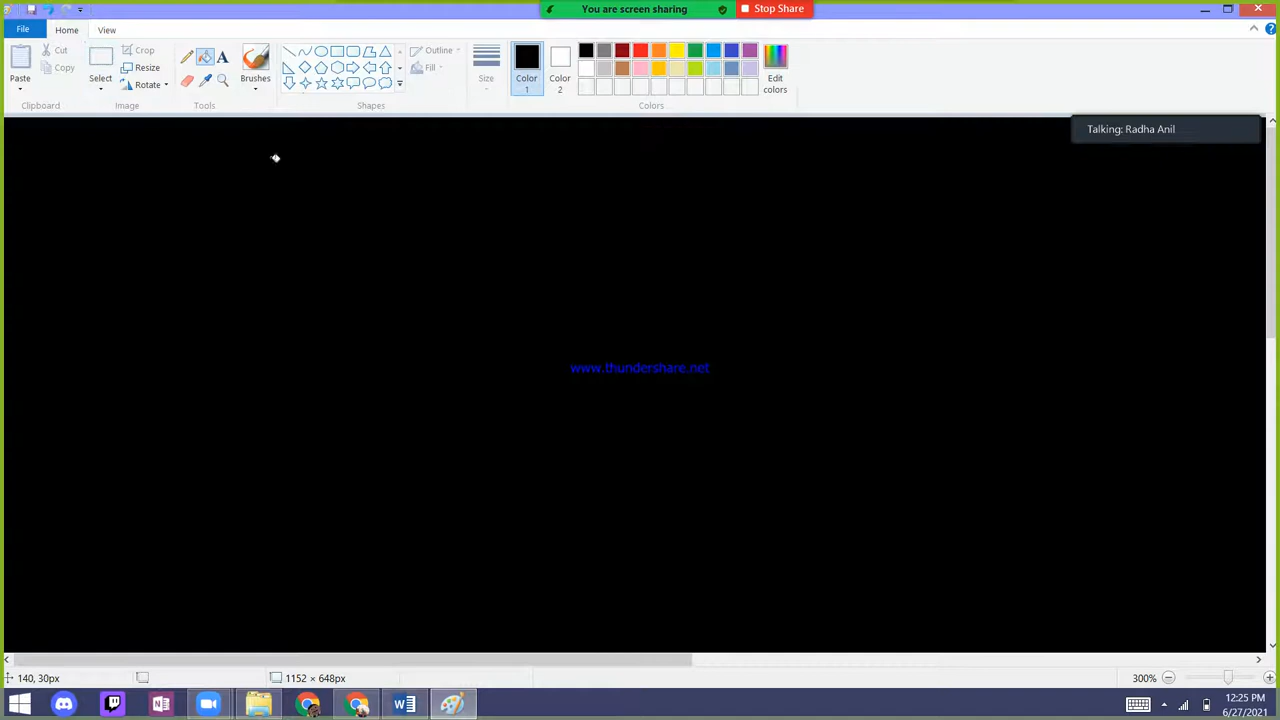 You are screen sharing
Stop Share
File
Home
View
Paste
Cut
Copy
Clipboard
Select
Crop
Resize
Rotate
Image
Tools
Brushes
Shapes
Outline
Fill
Size
Color
1
Color
2
Edit
colors
Colors
Talking: Radha Anil
www.thundershare.net
140, 30px
1152 × 648px
300%
12:25 PM
6/27/2021